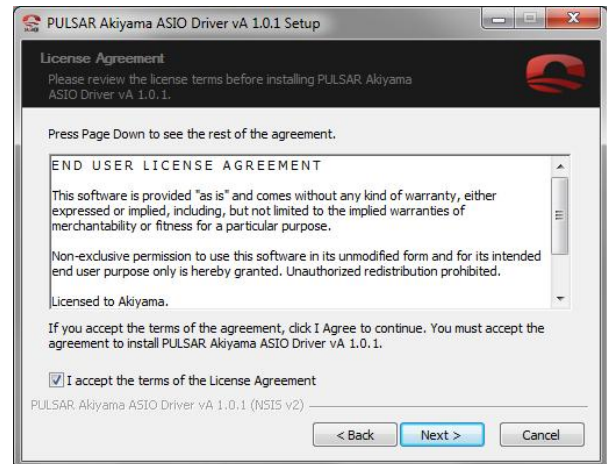 PULSAR Akiyama ASIO Driver vA 1.0.1 Setup
License Agreement
Please review the license terms before installing PULSAR Akiyama
ASIO Driver vA 1.0.1.
Press Page Down to see the rest of the agreement.
END USER LICENSE AGREEMENT
This software is provided "as is" and comes without any kind of warranty, either
expressed or implied, including, but not limited to the implied warranties of
merchantability or fitness for a particular purpose.
Non-exclusive permission to use this software in its unmodified form and for its intended
end user purpose only is hereby granted. Unauthorized redistribution prohibited.
Licensed to Akiyama.
If you accept the terms of the agreement, click I Agree to continue. You must accept the
agreement to install PULSAR Akiyama ASIO Driver vA 1.0.1.
I accept the terms of the License Agreement
PULSAR Akiyama ASIO Driver vA 1.0.1 (NSIS v2)
< Back
Next >
Cancel